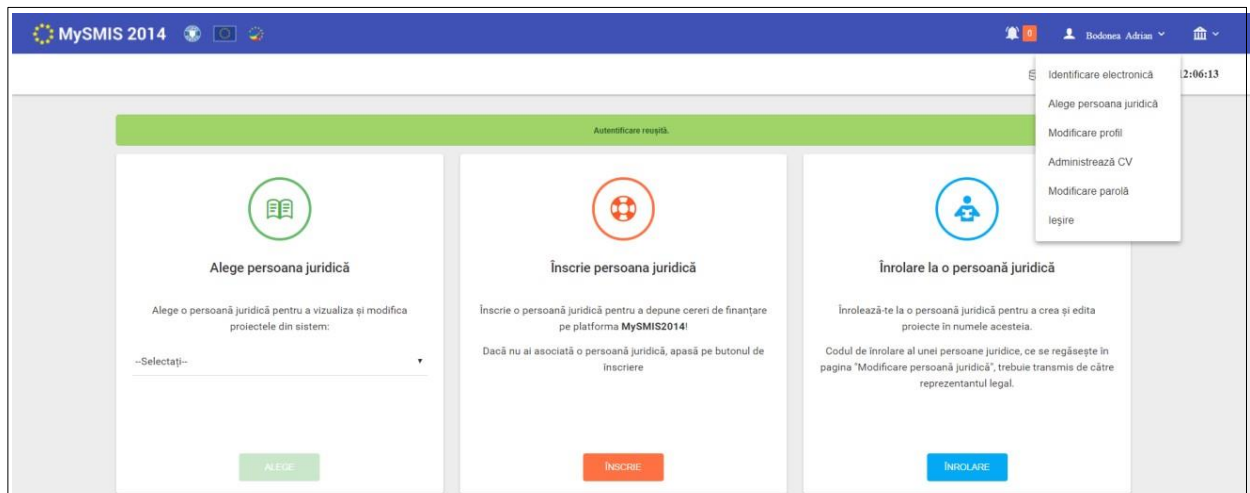 MySMIS 2014
0
Bodonea Adrian
2:06:13
Identificare electronică
Alege persoana juridică
Modificare profil
Administrează CV
Modificare parolă
Ieșire
Autentificare reușită.
Alege persoana juridică
Alege o persoană juridică pentru a vizualiza și modifica
proiectele din sistem:
--Selectați--
ALEGE
Înscrie persoana juridică
Înscrie o persoană juridică pentru a depune cereri de finanțare
pe platforma MySMIS2014!
Dacă nu ai asociată o persoană juridică, apasă pe butonul de
înscriere
ÎNSCRIE
Înrolare la o persoană juridică
Înrolează-te la o persoană juridică pentru a crea și edita
proiecte în numele acesteia.
Codul de înrolare al unei persoane juridice, ce se regăsește în
pagina "Modificare persoană juridică", trebuie transmis de către
reprezentantul legal.
ÎNROLARE